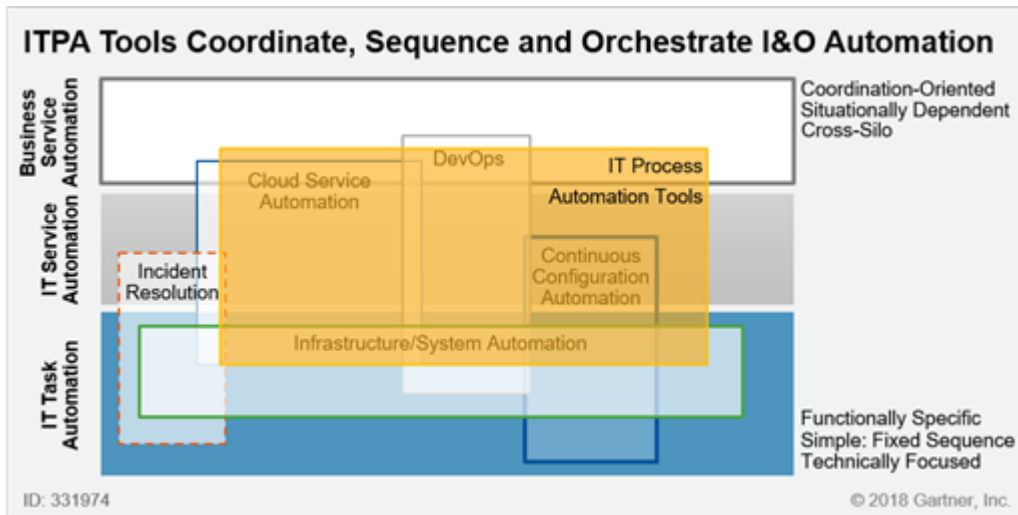 ITPA Tools Coordinate, Sequence and Orchestrate I&O Automation
Business
Service
Automation
Coordination-Oriented
Situationally Dependent
Cross-Silo
DevOps
IT Process
Automation Tools
Cloud Service
Automation
IT Service
Automation
Incident
Resolution
Continuous
Configuration
Automation
Infrastructure/System Automation
IT Task
Automation
Functionally Specific
Simple: Fixed Sequence
Technically Focused
ID: 331974
© 2018 Gartner, Inc.